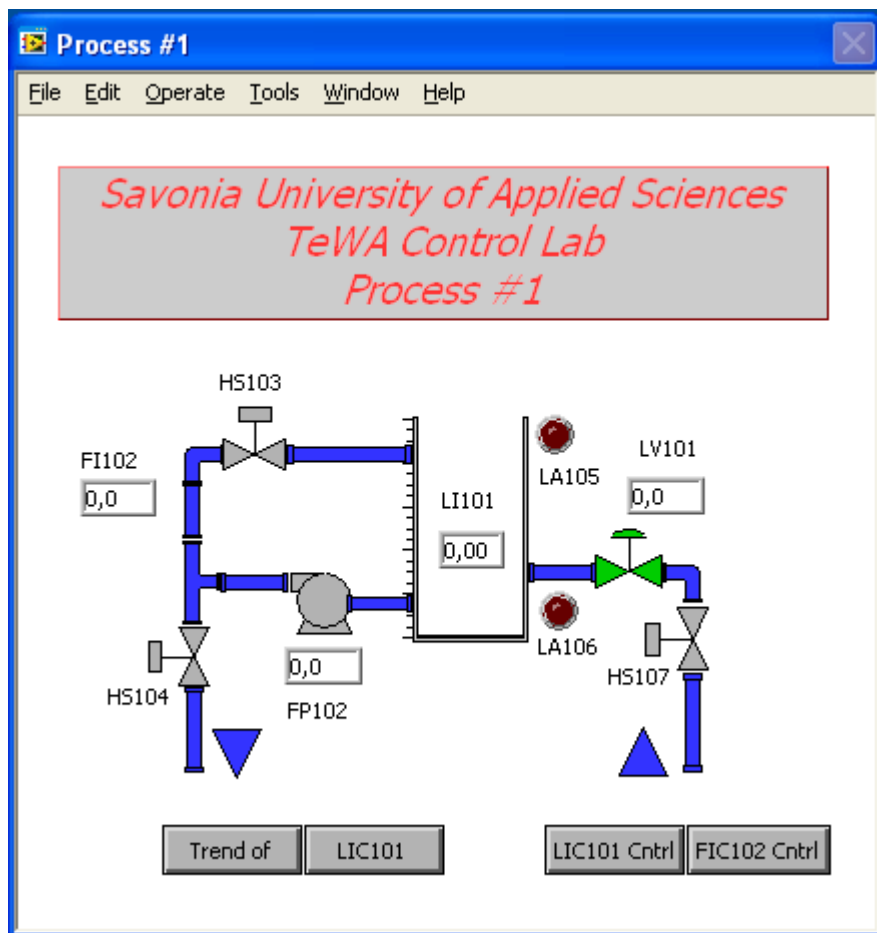 Process #1
File Edit Operate Tools Window Help
Savonia University of Applied Sciences
TeWA Control Lab
Process #1
HS103
FI102
0,0
LI101
0,00
LA105
LV101
0,0
LA106
HS107
HS104
0,0
FP102
Trend of LIC101 LIC101 Cntrl FIC102 Cntrl